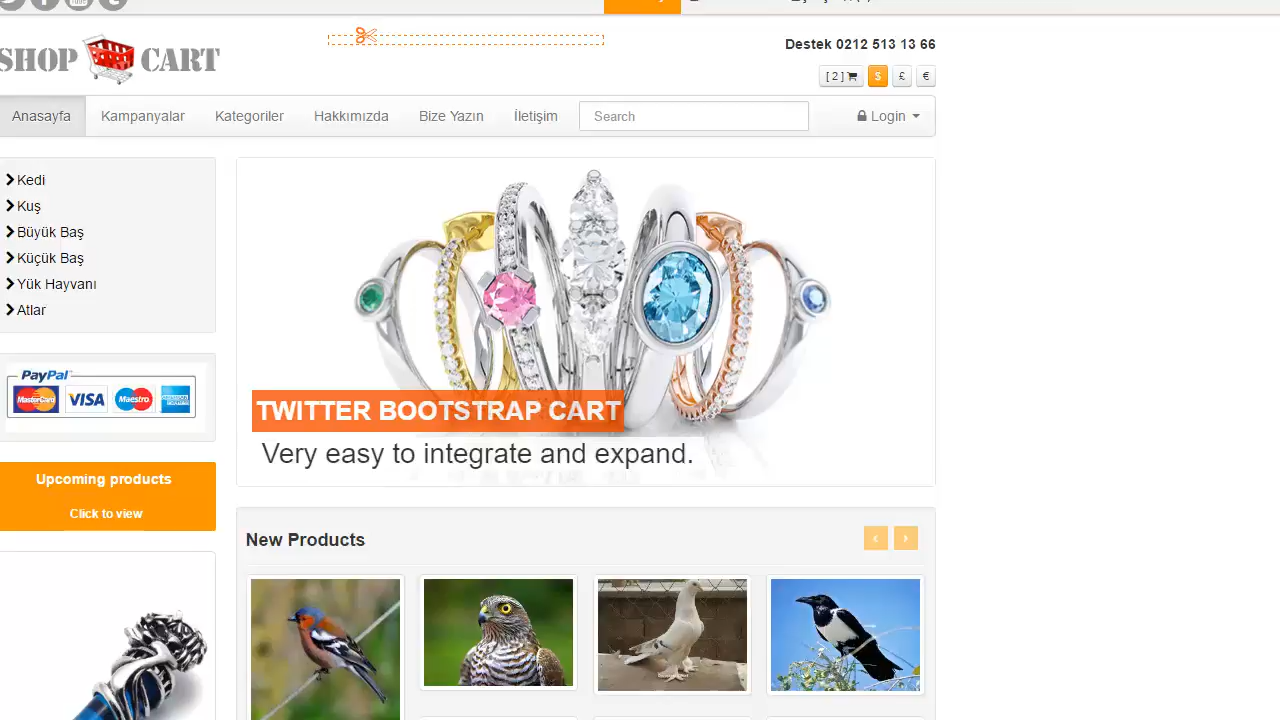 SHOP CART
Destek 0212 513 13 66
[ 2 ] $ £ €
Anasayfa Kampanyalar Kategoriler Hakkımızda Bize Yazın İletişim Search Login
Kedi
Kuş
Büyük Baş
Küçük Baş
Yük Hayvanı
Atlar
PayPal
MasterCard VISA Maestro
TWITTER BOOTSTRAP CART
Very easy to integrate and expand.
Upcoming products
Click to view
New Products